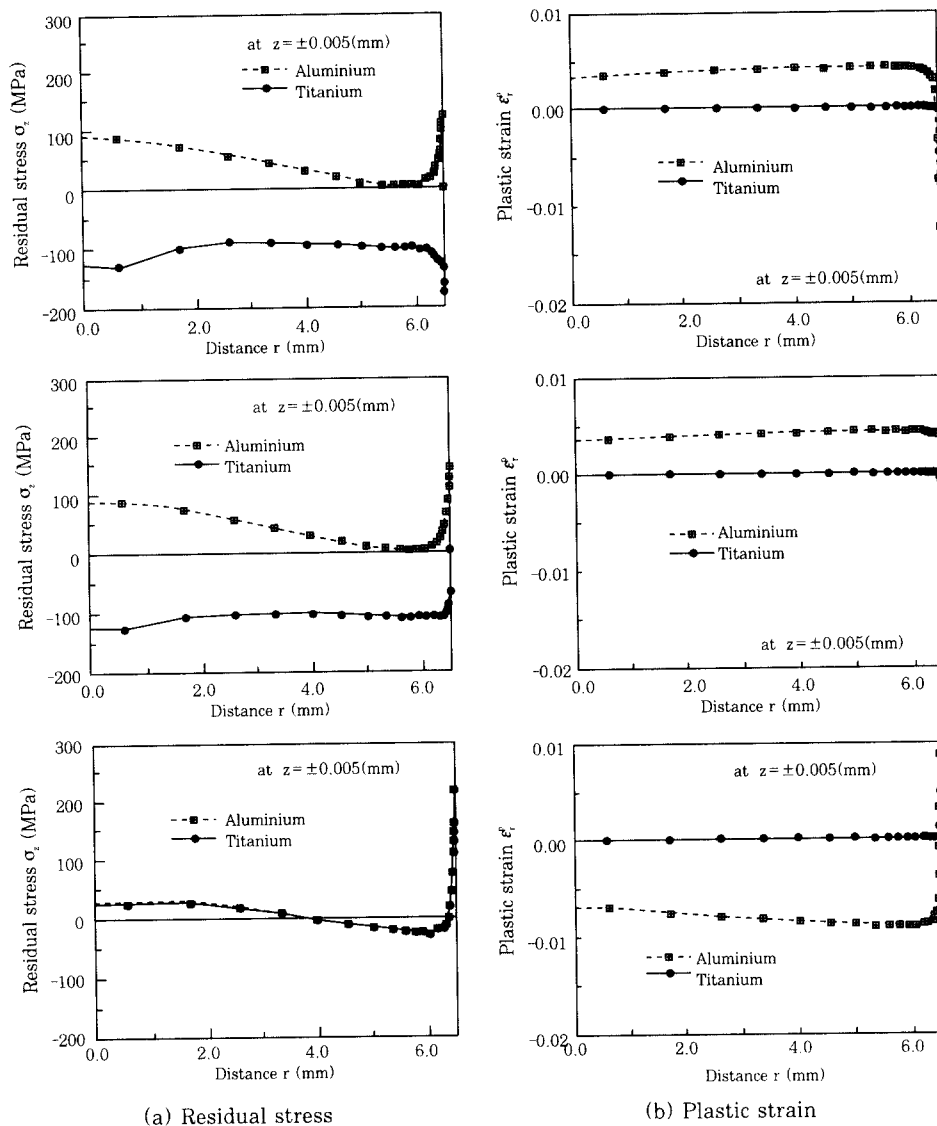 300
200
100
0
-100
-200
Residual stress σz (MPa)
at z=±0.005(mm)
Aluminium
Titanium
0.0
2.0
4.0
6.0
Distance r (mm)
0.01
0.00
-0.01
-0.02
Plastic strain εᵖr
Aluminium
Titanium
at z=±0.005(mm)
0.0
2.0
4.0
6.0
Distance r (mm)
300
200
100
0
-100
-200
Residual stress σz (MPa)
at z=±0.005(mm)
Aluminium
Titanium
0.0
2.0
4.0
6.0
Distance r (mm)
0.01
0.00
-0.01
-0.02
Plastic strain εᵖr
Aluminium
Titanium
at z=±0.005(mm)
0.0
2.0
4.0
6.0
Distance r (mm)
300
200
100
0
-100
-200
Residual stress σz (MPa)
at z=±0.005(mm)
Aluminium
Titanium
0.0
2.0
4.0
6.0
Distance r (mm)
0.01
0.00
-0.01
-0.02
Plastic strain εᵖr
at z=±0.005(mm)
Aluminium
Titanium
0.0
2.0
4.0
6.0
Distance r (mm)
(a) Residual stress
(b) Plastic strain